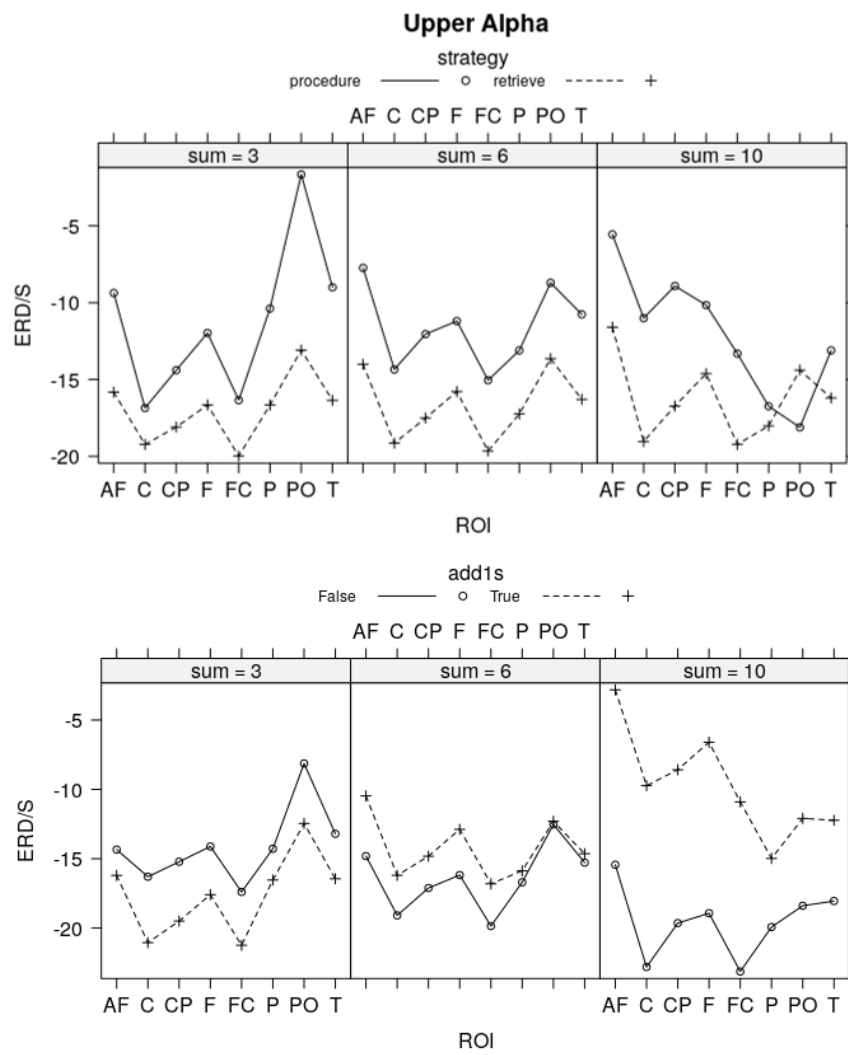 Upper Alpha
strategy
procedure retrieve
AF C CP F FC P PO T
sum = 3 sum = 6 sum = 10
-5
-10
-15
-20
ERD/S
AF C CP F FC P PO T AF C CP F FC P PO T
ROI
add1s
False True
AF C CP F FC P PO T
sum = 3 sum = 6 sum = 10
-5
-10
-15
-20
ERD/S
AF C CP F FC P PO T AF C CP F FC P PO T
ROI